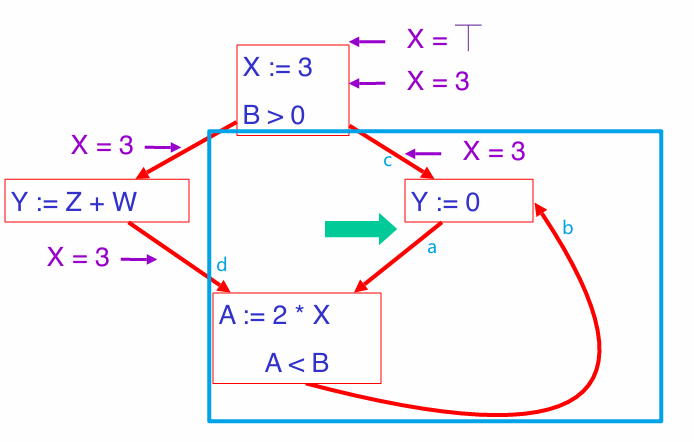 X = ⊤
X := 3
X = 3
B > 0
X = 3
X = 3
c
Y := Z + W
Y := 0
b
a
X = 3
d
A := 2 * X
A < B